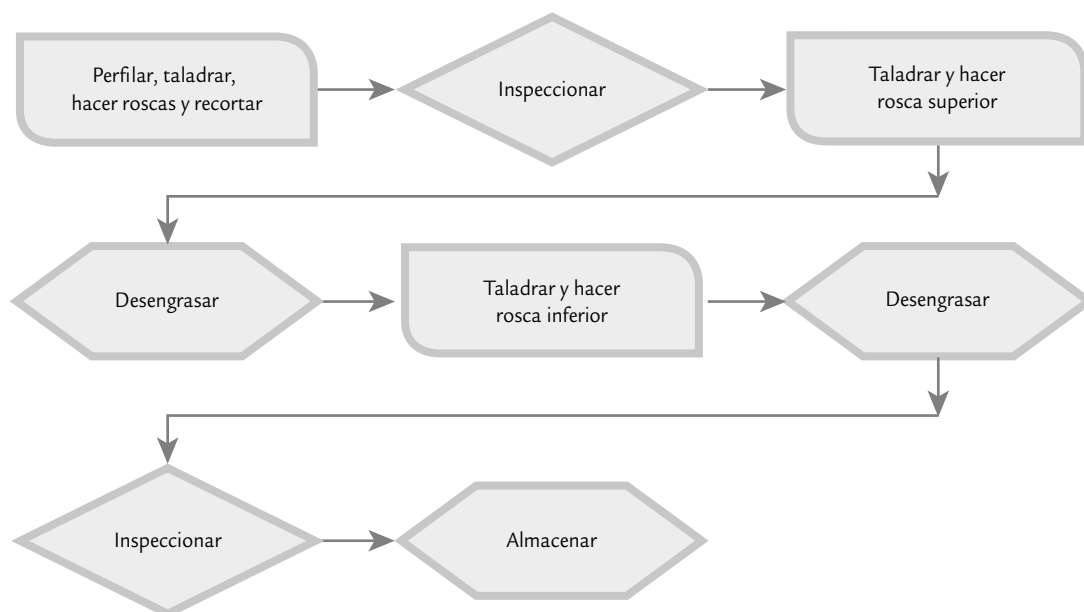 Perfilar, taladrar,
hacer roscas y recortar
Inspeccionar
Taladrar y hacer
rosca superior
Desengrasar
Taladrar y hacer
rosca inferior
Desengrasar
Inspeccionar
Almacenar